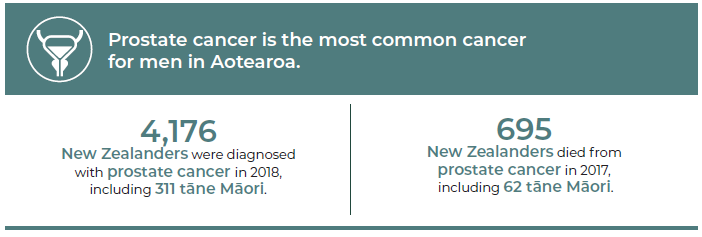 Prostate cancer is the most common cancer
for men in Aotearoa.
4,176
New Zealanders were diagnosed
with prostate cancer in 2018,
including 311 tāne Māori.
695
New Zealanders died from
prostate cancer in 2017,
including 62 tāne Māori.